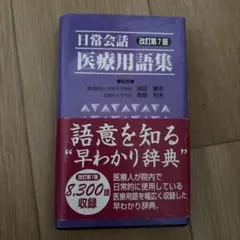 日常会話 改訂第7版
医療用語集
語意を知る
“早わかり辞典”
改訂第7版
8,300語
収録
医療人が院内で
日常的に使用している
医療用語を幅広く収録した
早わかり辞典。